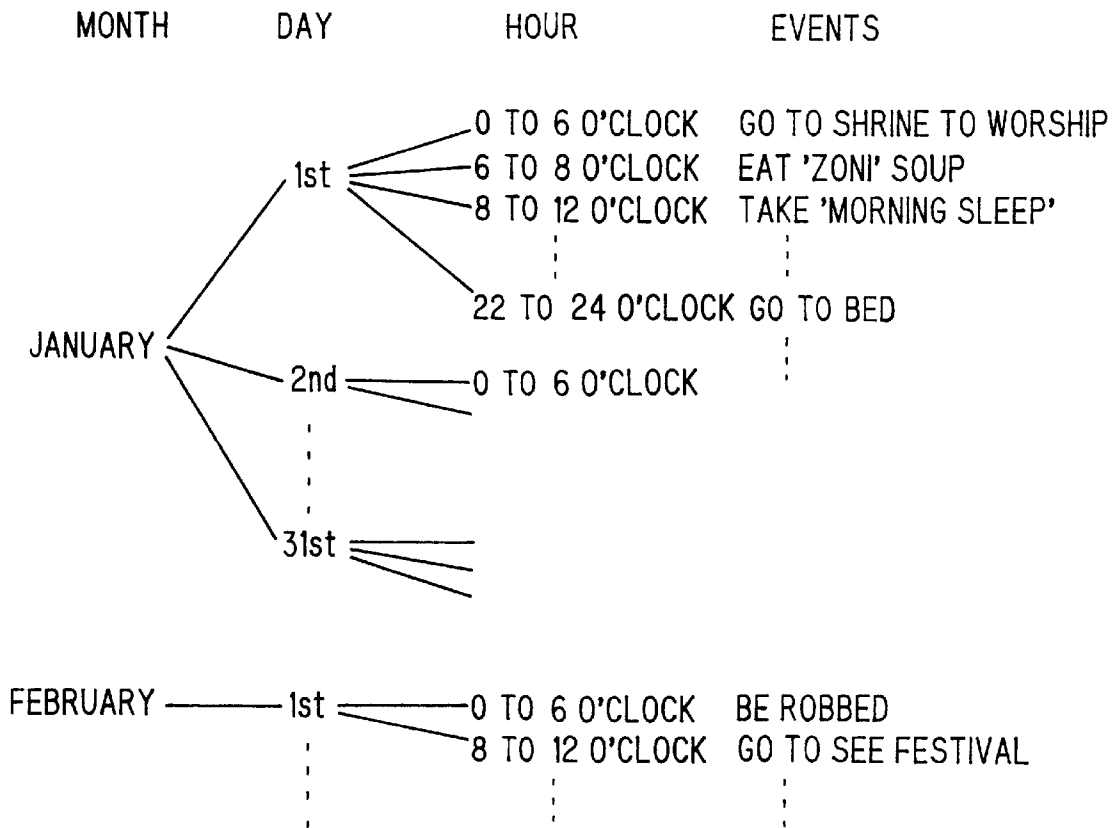 MONTH DAY HOUR EVENTS
0 TO 6 O'CLOCK GO TO SHRINE TO WORSHIP
1st 6 TO 8 O'CLOCK EAT 'ZONI' SOUP
8 TO 12 O'CLOCK TAKE 'MORNING SLEEP'
22 TO 24 O'CLOCK GO TO BED
JANUARY
2nd 0 TO 6 O'CLOCK
31st
FEBRUARY 1st 0 TO 6 O'CLOCK BE ROBBED
8 TO 12 O'CLOCK GO TO SEE FESTIVAL